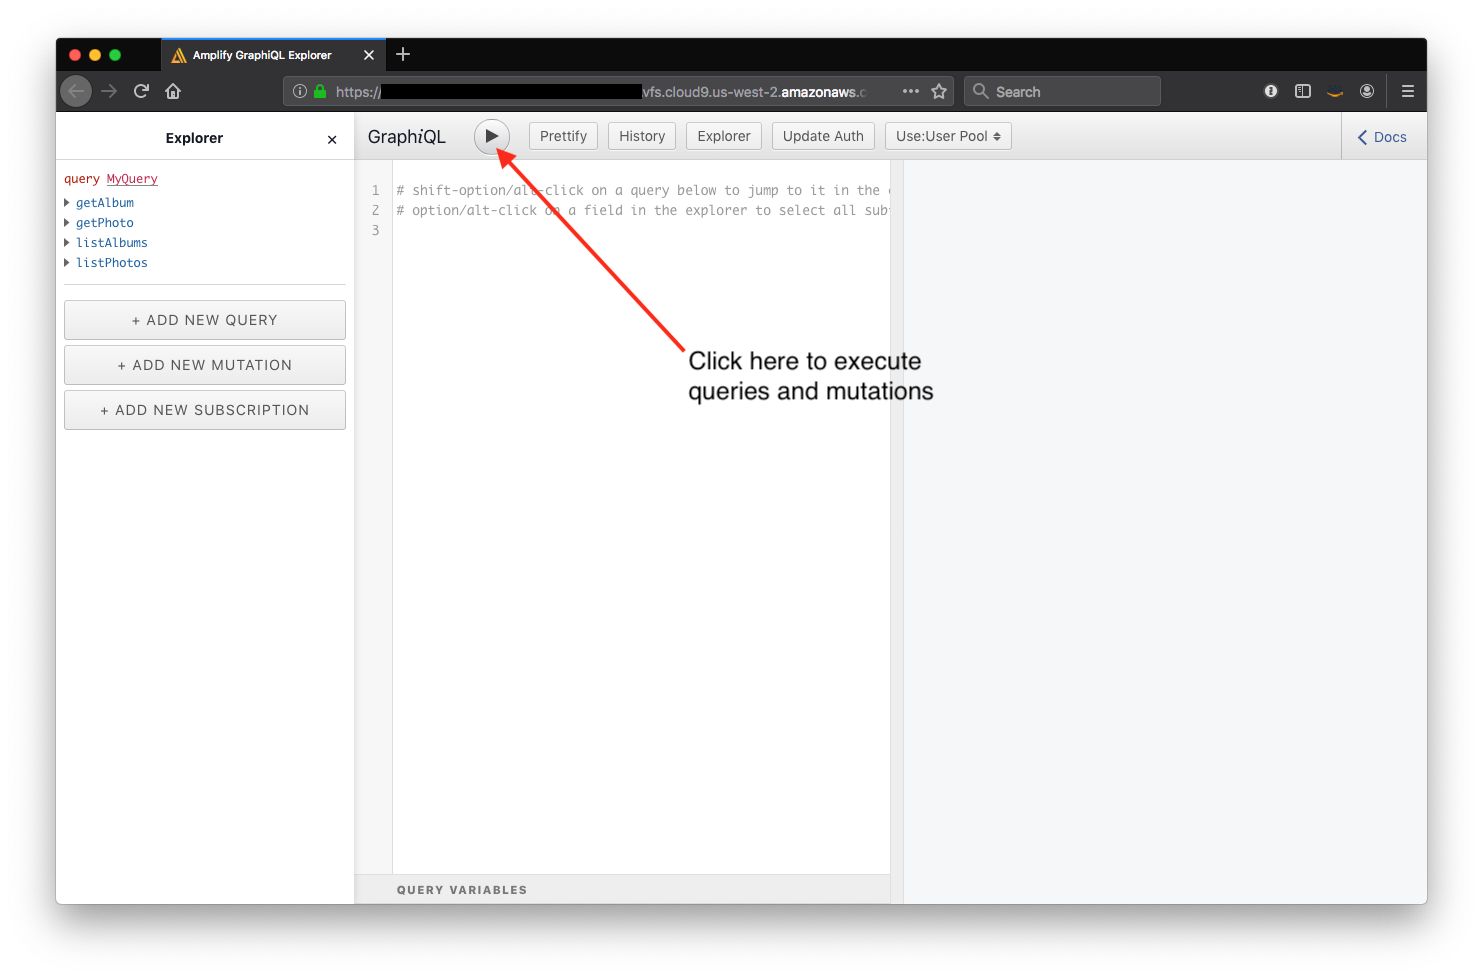 Amplify GraphiQL Explorer
https://
vfs.cloud9.us-west-2.amazonaws.c
Search
Explorer
GraphiQL
Prettify
History
Explorer
Update Auth
Use:User Pool
Docs
query MyQuery
getAlbum
getPhoto
listAlbums
listPhotos
+ ADD NEW QUERY
+ ADD NEW MUTATION
+ ADD NEW SUBSCRIPTION
1 # shift-option/alt-click on a query below to jump to it in the
2 # option/alt-click on a field in the explorer to select all
3
Click here to execute
queries and mutations
QUERY VARIABLES